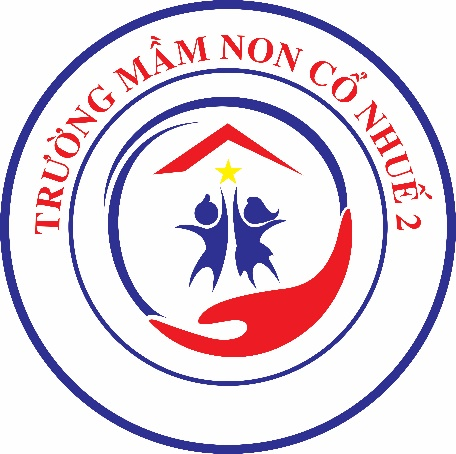 TRƯỜNG MẦM NON CỔ NHUẾ 2